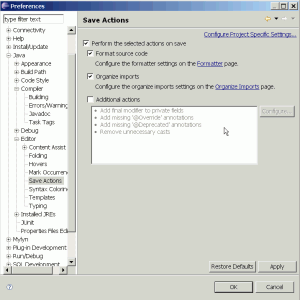 Preferences
type filter text
Connectivity
Help
Install/Update
Java
Appearance
Build Path
Code Style
Compiler
Building
Errors/Warning
Javadoc
Task Tags
Debug
Editor
Content Assist
Folding
Hovers
Mark Occurren
Save Actions
Syntax Colorin
Templates
Typing
Installed JREs
JUnit
Properties Files Edi
Mylyn
Plug-in Development
Run/Debug
SQL Development
Save Actions
Configure Project Specific Settings...
Perform the selected actions on save
Format source code
Configure the formatter settings on the Formatter page.
Organize imports
Configure the organize imports settings on the Organize Imports page.
Additional actions
Add final modifier to private fields
Add missing '@Override' annotations
Add missing '@Deprecated' annotations
Remove unnecessary casts
Configure...
Restore Defaults
Apply
OK
Cancel